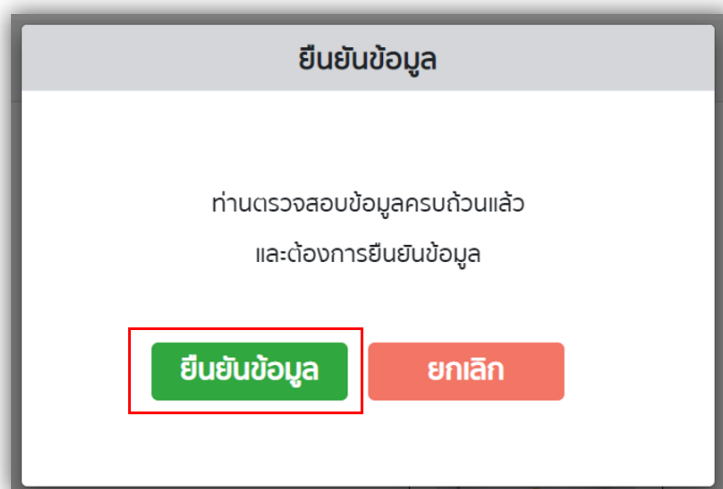 ยืนยันข้อมูล
ท่านตรวจสอบข้อมูลครบถ้วนแล้ว
และต้องการยืนยันข้อมูล
ยืนยันข้อมูล ยกเลิก